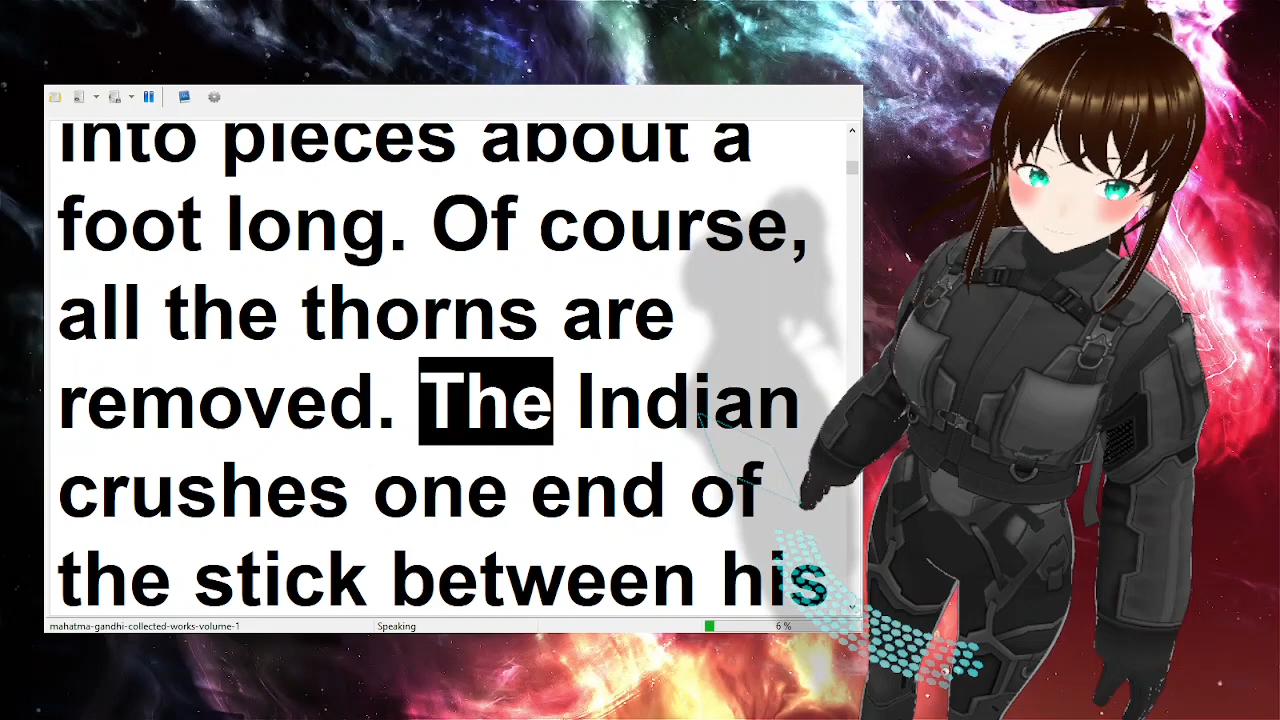 into pieces about a
foot long. Of course,
all the thorns are
removed. The Indian
crushes one end of
the stick between his
mahatma-gandhi-collected-works-volume-1
Speaking
6 %